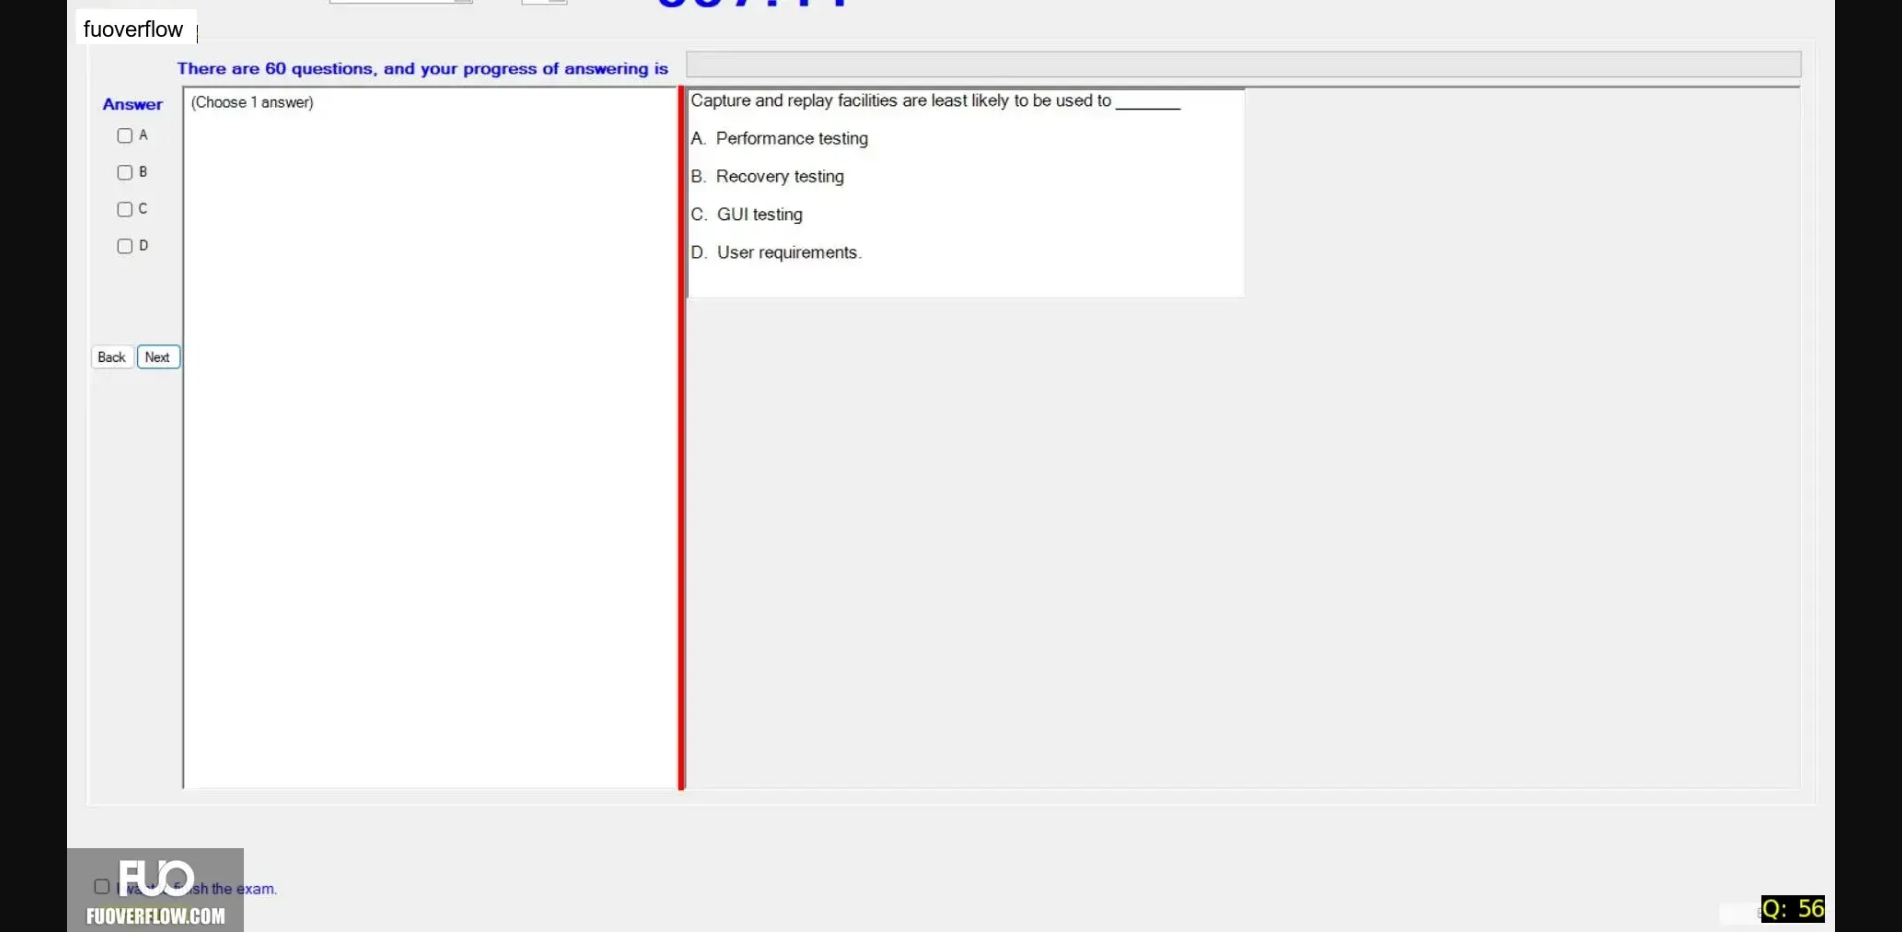 fuoverflow
There are 60 questions, and your progress of answering is
Answer
(Choose 1 answer)
A
B
C
D
Back Next
Capture and replay facilities are least likely to be used to _______
A. Performance testing
B. Recovery testing
C. GUI testing
D. User requirements.
FUO
sh the exam.
FUOVERFLOW.COM
Q: 56